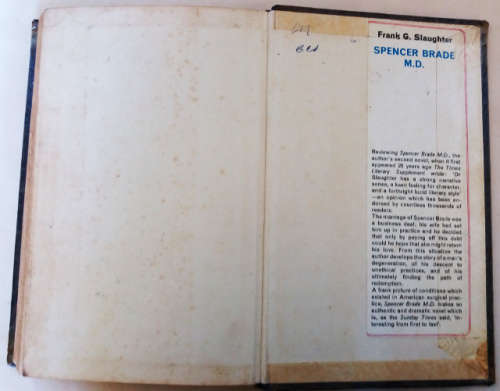 Frank G. Slaughter
SPENCER BRADE
M.D.
Reviewing Spencer Brade M.D., the
author's second novel, when it first
appeared 25 years ago The Times
Literary Supplement wrote: 'Dr
Slaughter has a strong narrative
sense, a keen feeling for character,
and a forthright lucid literary style'
—an opinion which has been en-
dorsed by countless thousands of
readers.
The marriage of Spencer Brade was
a business deal: his wife had set
him up in practice and he decided
that only by paying off this debt
could he hope that she might return
his love. From this situation the
author develops the story of a man's
degeneration, of his descent to
unethical practices, and of his
ultimately finding the path of
redemption.
A frank picture of conditions which
existed in American surgical prac-
tice, Spencer Brade M.D. makes an
authentic and dramatic novel which
is, as the Sunday Times said, 'in-
teresting from first to last'.